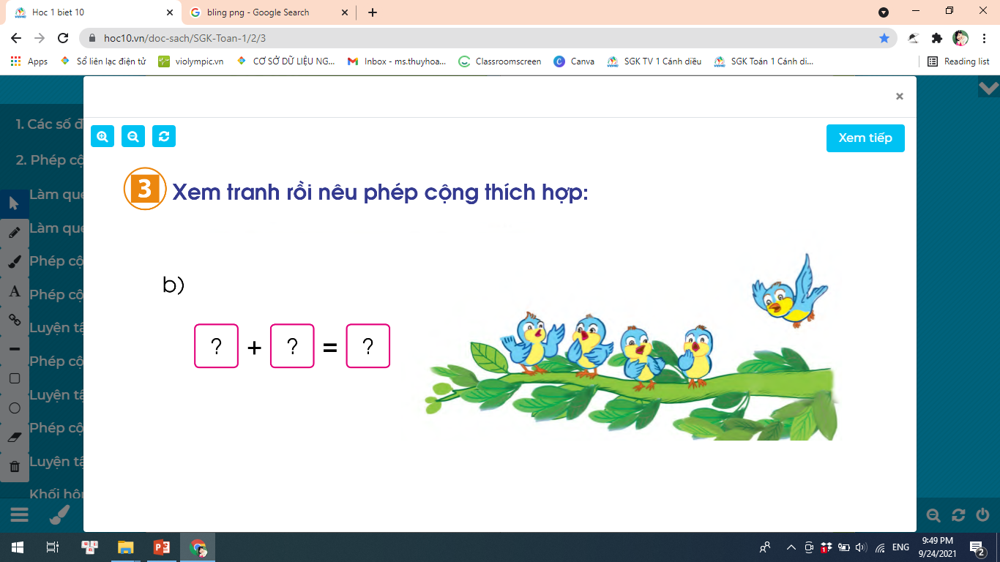 Hoc 1 biet 10
bling png - Google Search
hoc10.vn/doc-sach/SGK-Toan-1/2/3
Apps
Sổ liên lạc điện tử
violympic.vn
CƠ SỞ DỮ LIỆU NG...
Inbox - ms.thuyhoa...
Classroomscreen
Canva
SGK TV 1 Cánh diều
SGK Toán 1 Cánh di...
Reading list
×
Xem tiếp
1. Các số đ
2. Phép cộ
Làm que
Làm que
Phép cộ
Phép cộ
Luyện tậ
Phép cộ
Luyện tậ
Phép cộ
Luyện tậ
Khối hộ
A
3 Xem tranh rồi nêu phép cộng thích hợp:
b)
? + ? = ?
ENG
9:49 PM
9/24/2021
2
1